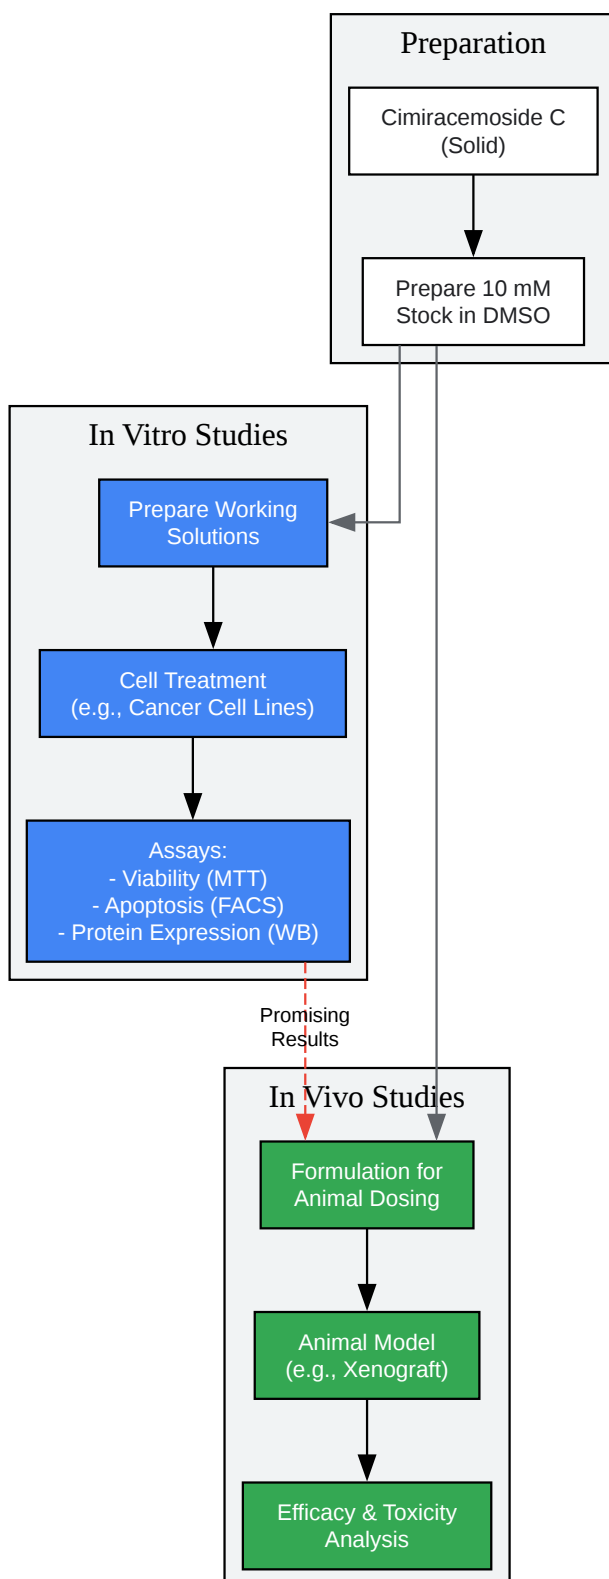 Preparation
Cimiracemoside C
(Solid)
Prepare 10 mM
Stock in DMSO
In Vitro Studies
Prepare Working
Solutions
Cell Treatment
(e.g., Cancer Cell Lines)
Assays:
- Viability (MTT)
- Apoptosis (FACS)
- Protein Expression (WB)
Promising
Results
In Vivo Studies
Formulation for
Animal Dosing
Animal Model
(e.g., Xenograft)
Efficacy & Toxicity
Analysis